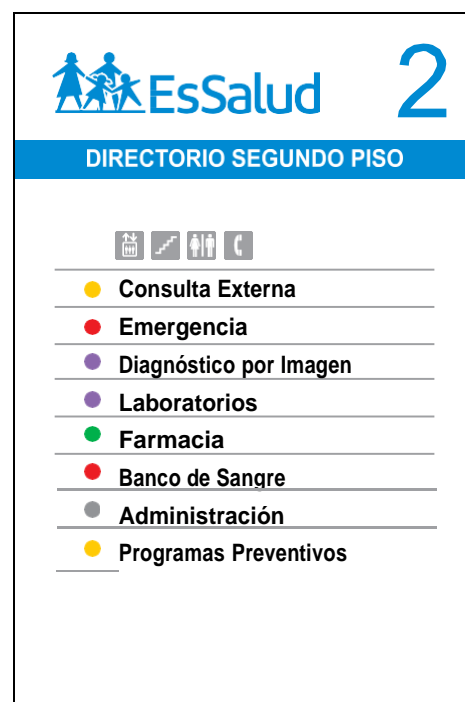 EsSalud 2
DIRECTORIO SEGUNDO PISO
Consulta Externa
Emergencia
Diagnóstico por Imagen
Laboratorios
Farmacia
Banco de Sangre
Administración
Programas Preventivos